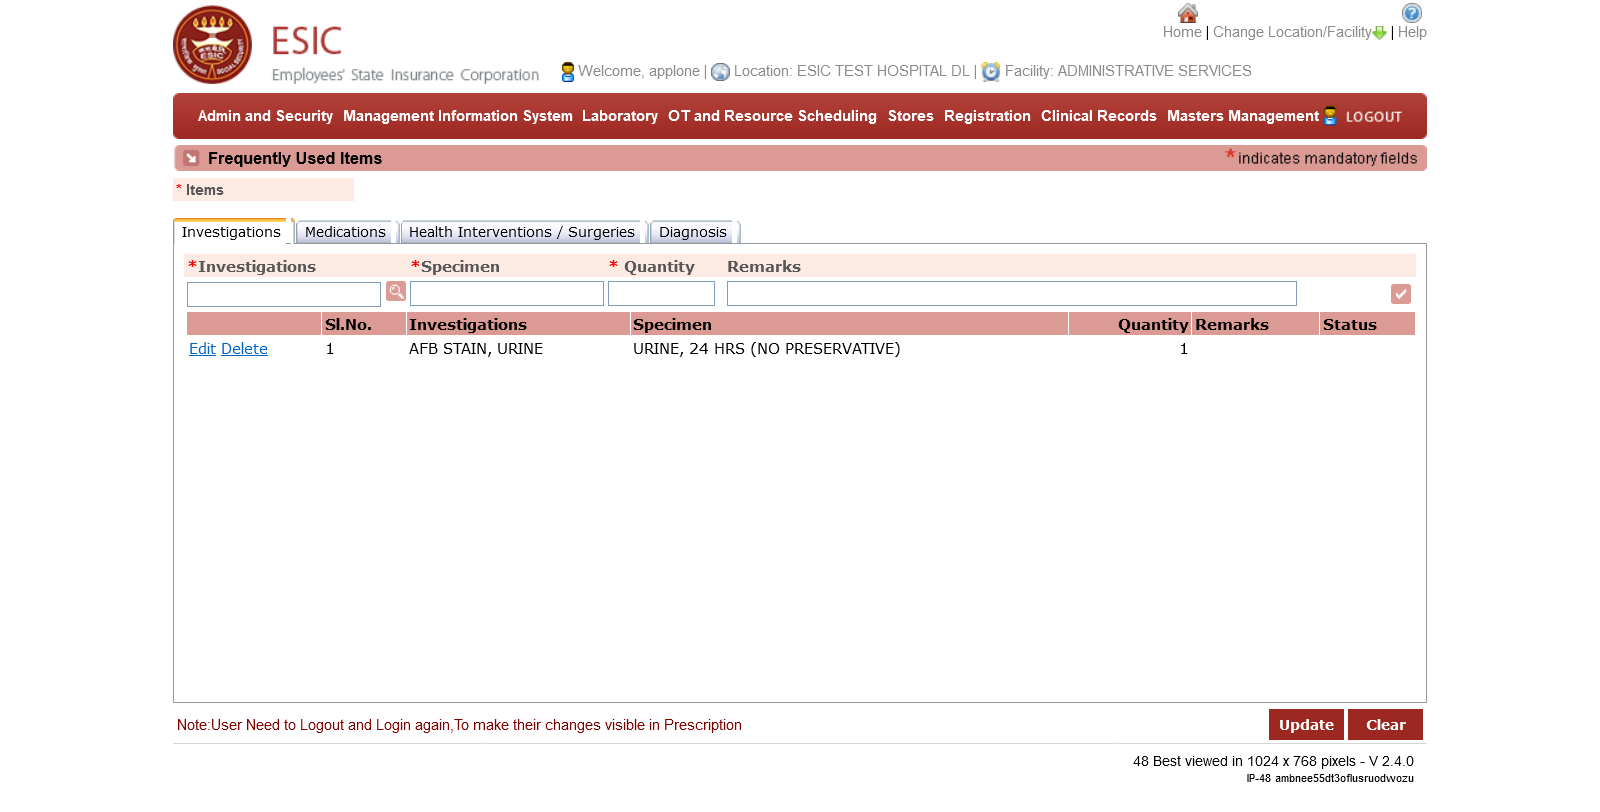 Home | Change Location/Facility | Help
ESIC
Employees' State Insurance Corporation
Welcome, applone | Location: ESIC TEST HOSPITAL DL | Facility: ADMINISTRATIVE SERVICES
Admin and Security Management Information System Laboratory OT and Resource Scheduling Stores Registration Clinical Records Masters Management LOGOUT
Frequently Used Items
*indicates mandatory fields
* Items
Investigations Medications Health Interventions / Surgeries Diagnosis
*Investigations *Specimen * Quantity Remarks
Sl.No. Investigations Specimen Quantity Remarks Status
Edit Delete 1 AFB STAIN, URINE URINE, 24 HRS (NO PRESERVATIVE) 1
Note:User Need to Logout and Login again,To make their changes visible in Prescription
Update Clear
48 Best viewed in 1024 x 768 pixels - V 2.4.0